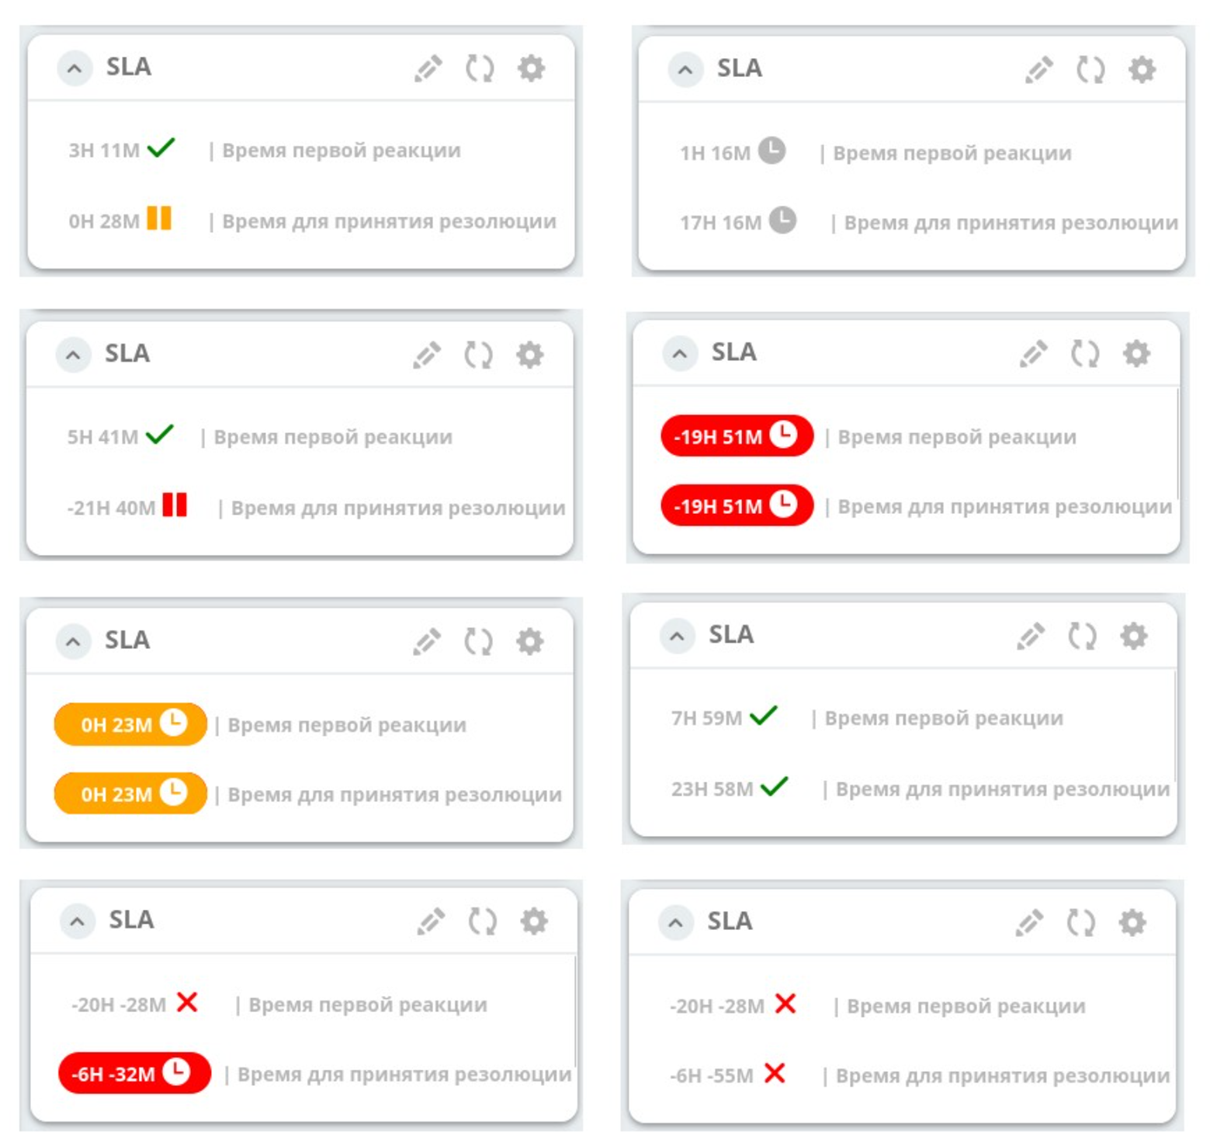 SLA
3H 11M | Время первой реакции
0H 28M | Время для принятия резолюции
SLA
1H 16M | Время первой реакции
17H 16M | Время для принятия резолюции
SLA
5H 41M | Время первой реакции
-21H 40M | Время для принятия резолюции
SLA
-19H 51M | Время первой реакции
-19H 51M | Время для принятия резолюции
SLA
0H 23M | Время первой реакции
0H 23M | Время для принятия резолюции
SLA
7H 59M | Время первой реакции
23H 58M | Время для принятия резолюции
SLA
-20H -28M | Время первой реакции
-6H -32M | Время для принятия резолюции
SLA
-20H -28M | Время первой реакции
-6H -55M | Время для принятия резолюции